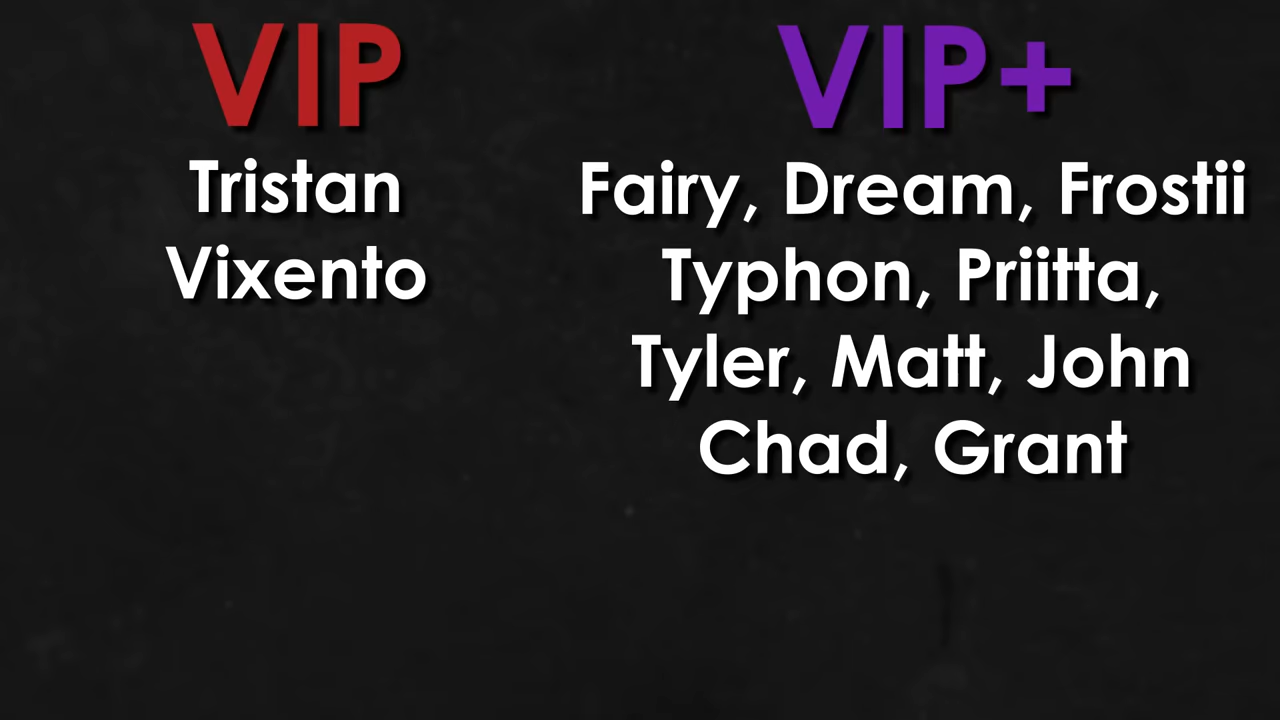 VIP
Tristan
Vixento
VIP+
Fairy, Dream, Frostii
Typhon, Priitta,
Tyler, Matt, John
Chad, Grant